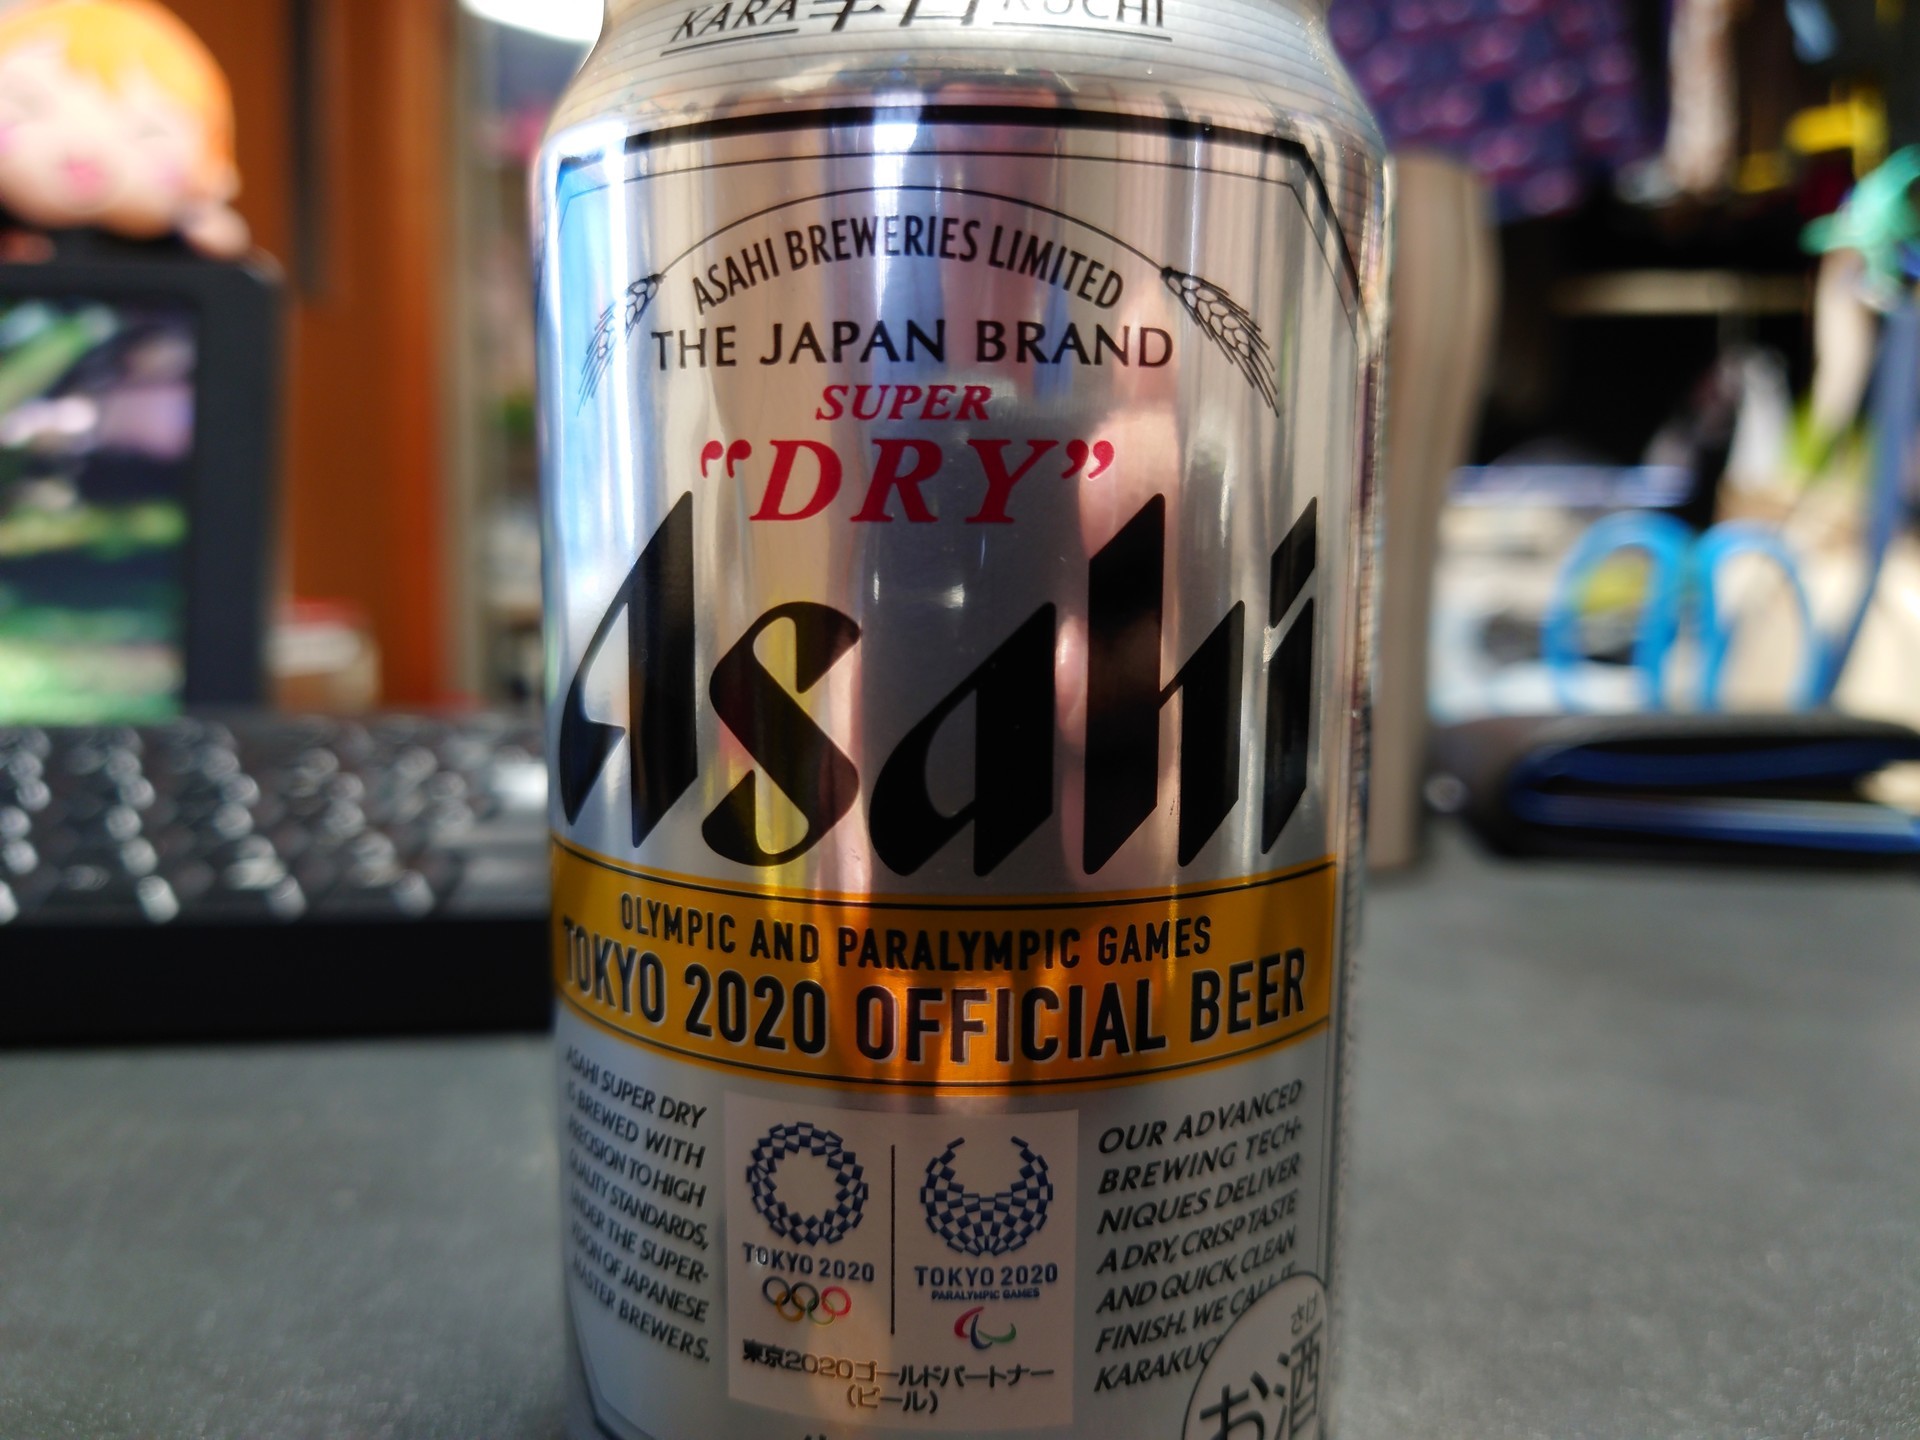 KARA 辛口 KUCHI
ASAHI BREWERIES LIMITED
THE JAPAN BRAND
SUPER
“DRY”
Asahi
OLYMPIC AND PARALYMPIC GAMES
TOKYO 2020 OFFICIAL BEER
ASAHI SUPER DRY
IS BREWED WITH
PRECISION TO HIGH
QUALITY STANDARDS,
UNDER THE SUPER-
VISION OF JAPANESE
MASTER BREWERS.
TOKYO 2020
TOKYO 2020
PARALYMPIC GAMES
東京2020ゴールドパートナー
(ビール)
OUR ADVANCED
BREWING TECH-
NIQUES DELIVER
A DRY, CRISP TASTE
AND QUICK, CLEAN
FINISH. WE CALL IT
KARAKUC
さけ
お酒